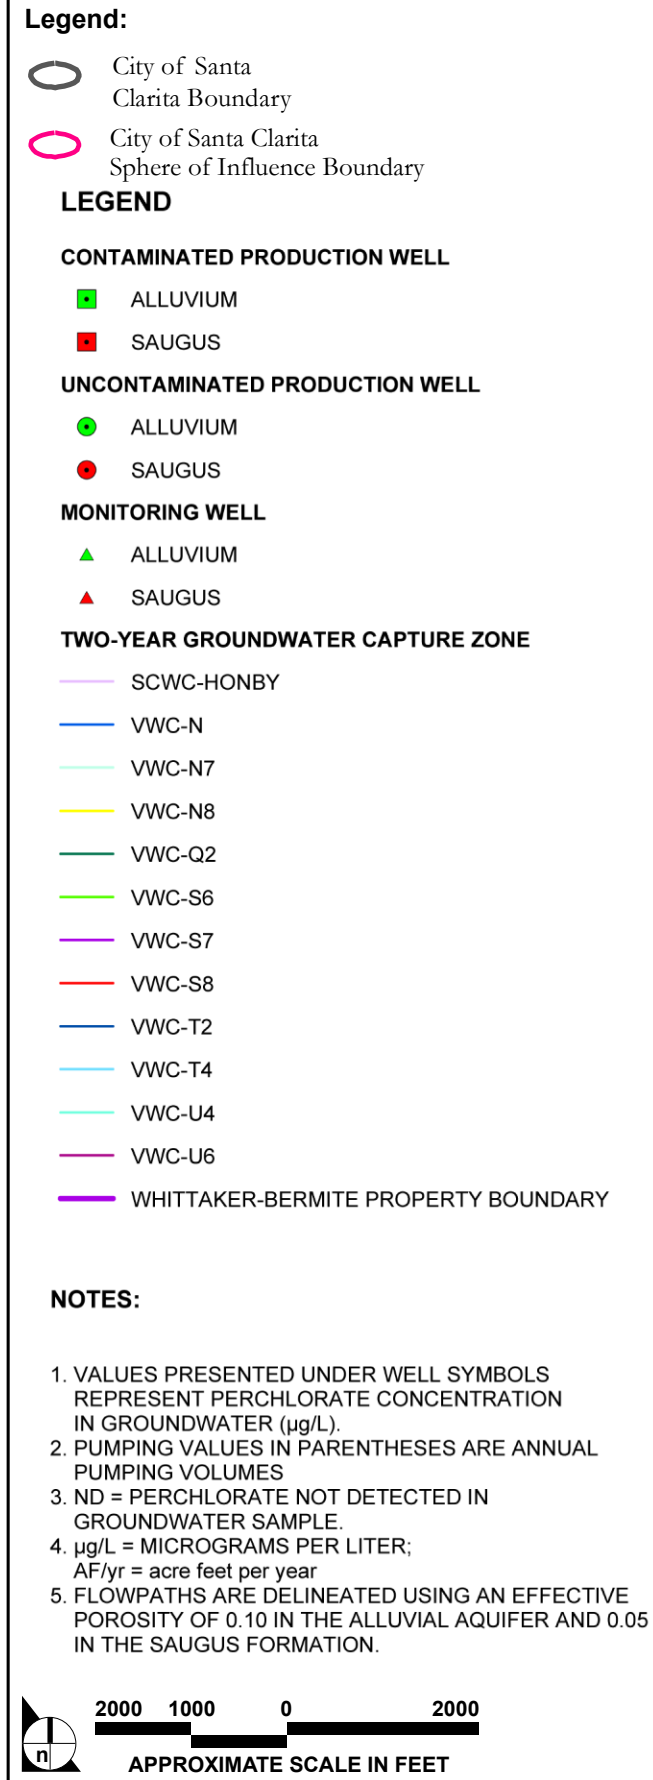 Legend:
City of Santa
Clarita Boundary
City of Santa Clarita
Sphere of Influence Boundary
LEGEND
CONTAMINATED PRODUCTION WELL
ALLUVIUM
SAUGUS
UNCONTAMINATED PRODUCTION WELL
ALLUVIUM
SAUGUS
MONITORING WELL
ALLUVIUM
SAUGUS
TWO-YEAR GROUNDWATER CAPTURE ZONE
SCWC-HONBY
VWC-N
VWC-N7
VWC-N8
VWC-Q2
VWC-S6
VWC-S7
VWC-S8
VWC-T2
VWC-T4
VWC-U4
VWC-U6
WHITTAKER-BERMITE PROPERTY BOUNDARY
NOTES:
1. VALUES PRESENTED UNDER WELL SYMBOLS
REPRESENT PERCHLORATE CONCENTRATION
IN GROUNDWATER (µg/L).
2. PUMPING VALUES IN PARENTHESES ARE ANNUAL
PUMPING VOLUMES
3. ND = PERCHLORATE NOT DETECTED IN
GROUNDWATER SAMPLE.
4. µg/L = MICROGRAMS PER LITER;
AF/yr = acre feet per year
5. FLOWPATHS ARE DELINEATED USING AN EFFECTIVE
POROSITY OF 0.10 IN THE ALLUVIAL AQUIFER AND 0.05
IN THE SAUGUS FORMATION.
2000 1000 0 2000
n
APPROXIMATE SCALE IN FEET